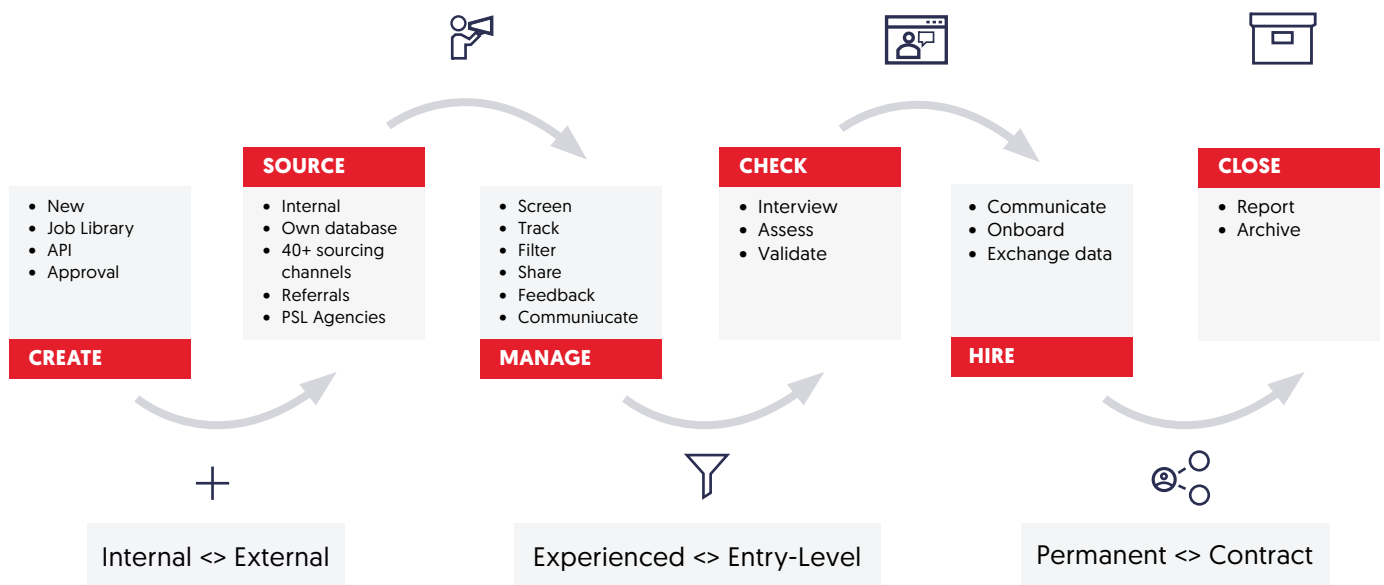 CREATE
• New
• Job Library
• API
• Approval
SOURCE
• Internal
• Own database
• 40+ sourcing
channels
• Referrals
• PSL Agencies
• Screen
• Track
• Filter
• Share
• Feedback
• Communiucate
MANAGE
CHECK
• Interview
• Assess
• Validate
• Communicate
• Onboard
• Exchange data
HIRE
CLOSE
• Report
• Archive
Internal <> External
Experienced <> Entry-Level
Permanent <> Contract